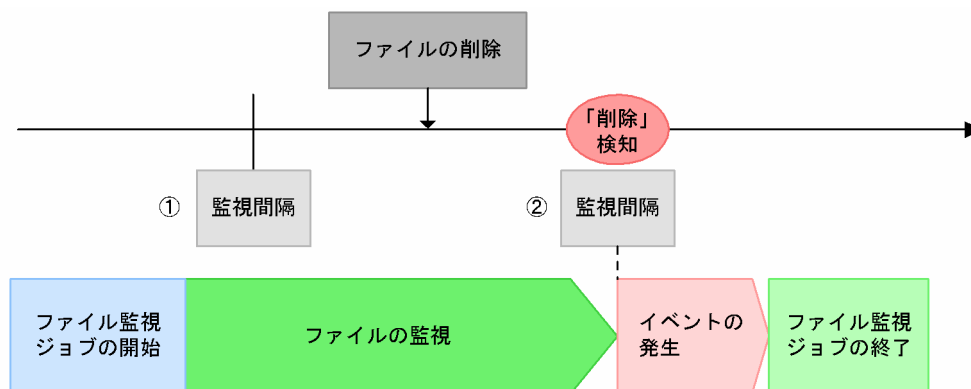 ファイルの削除
「削除」
検知
① 監視間隔
② 監視間隔
ファイル監視
ジョブの開始
ファイルの監視
イベントの
発生
ファイル監視
ジョブの終了